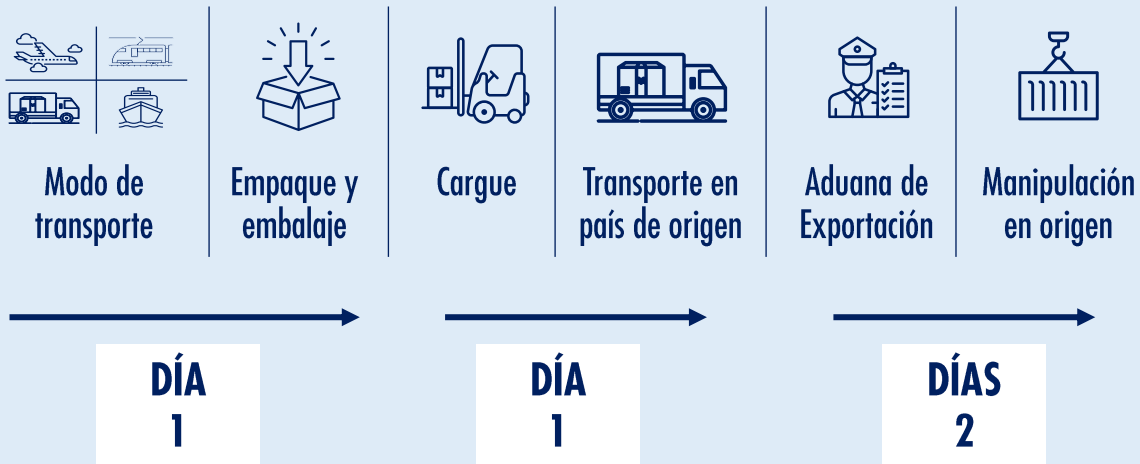 Modo de
transporte
Empaque y
embalaje
Cargue
Transporte en
país de origen
Aduana de
Exportación
Manipulación
en origen
DÍA
1
DÍA
1
DÍAS
2